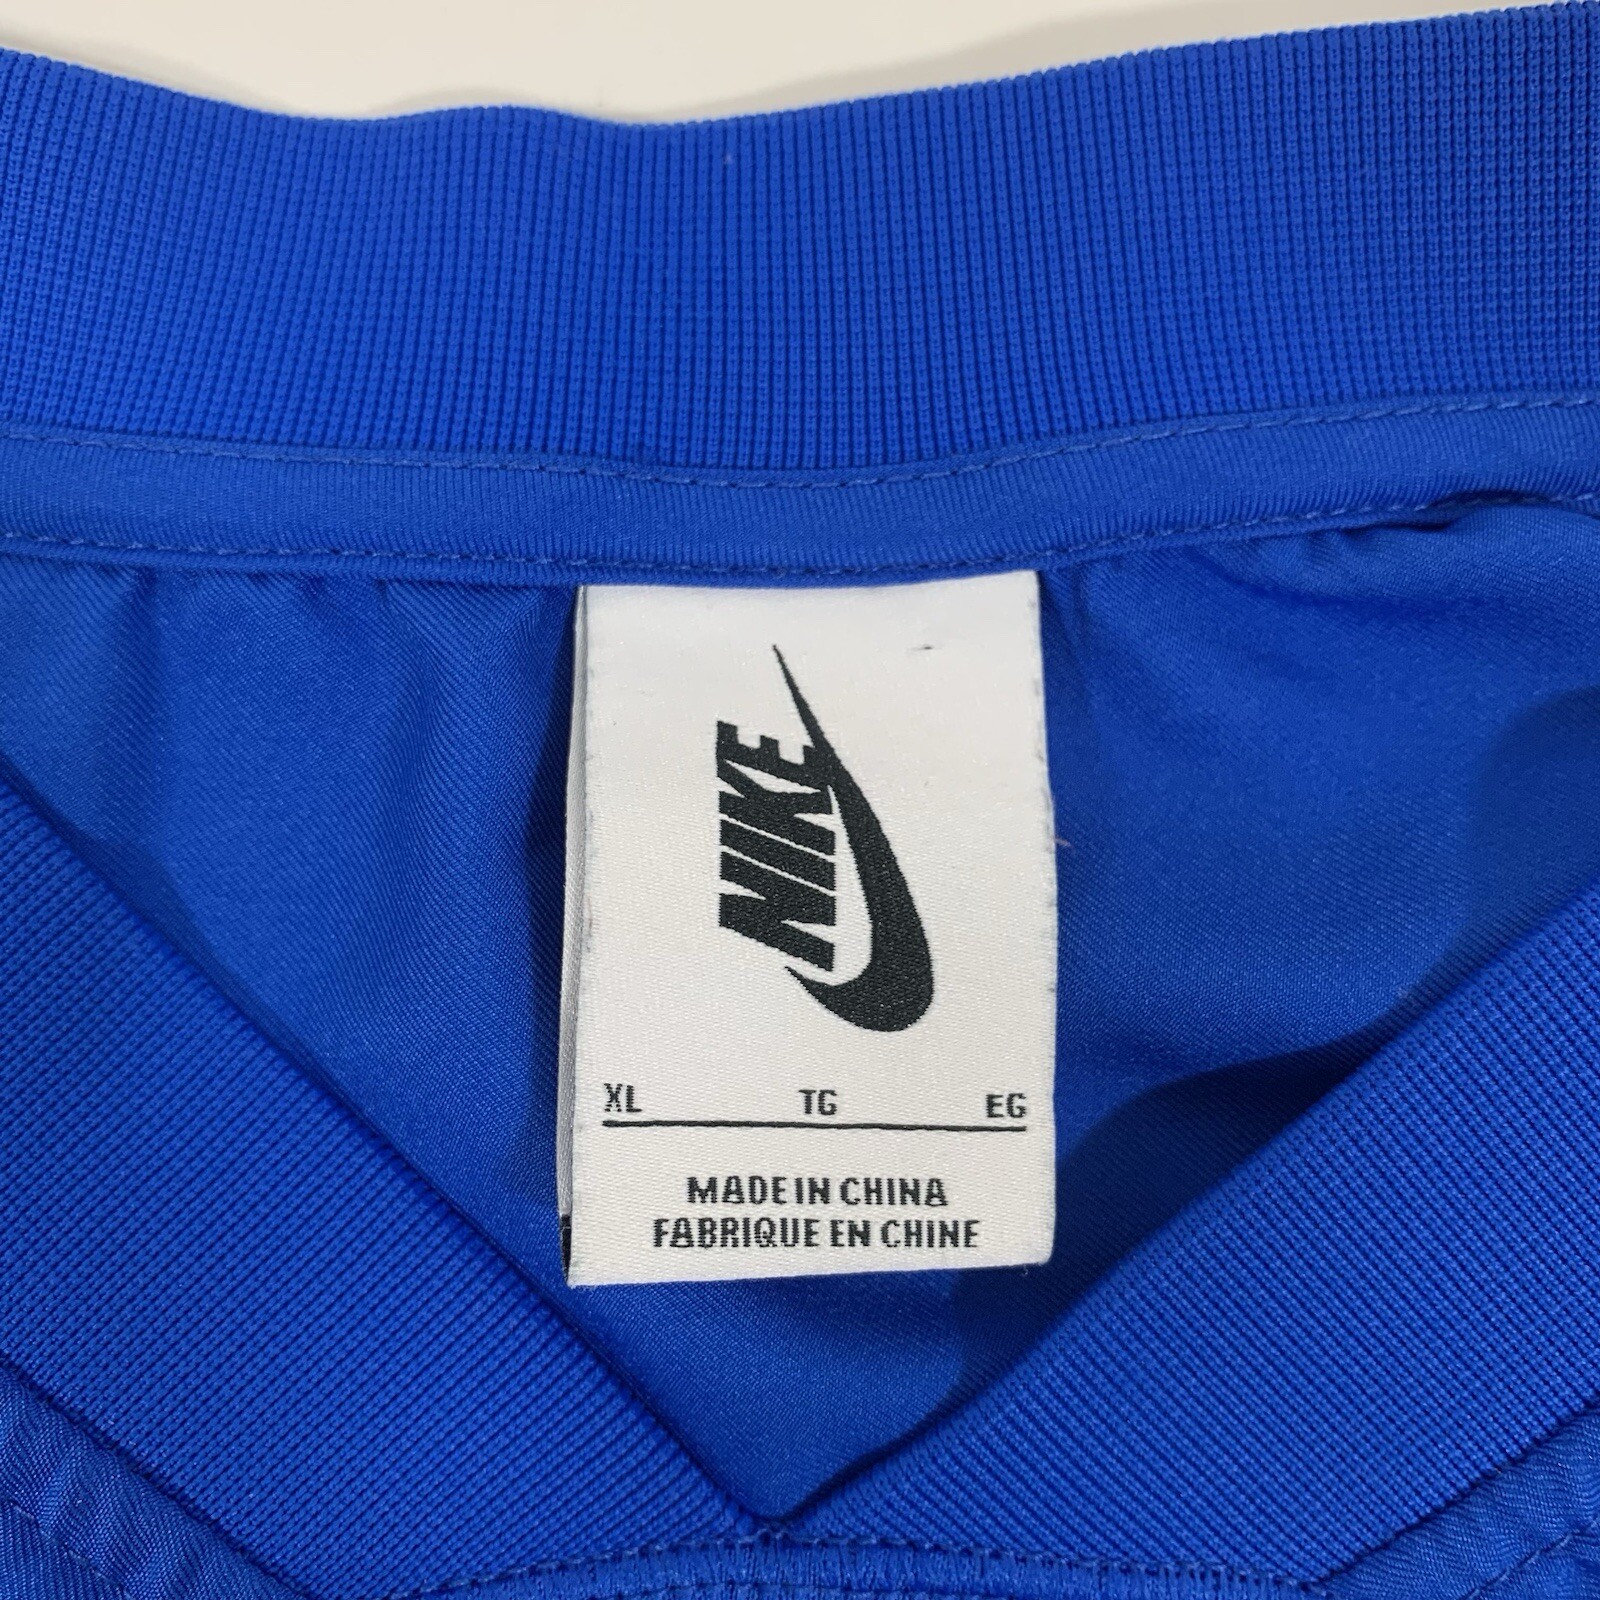 NIKE
XL TG EG
MADE IN CHINA
FABRIQUE EN CHINE